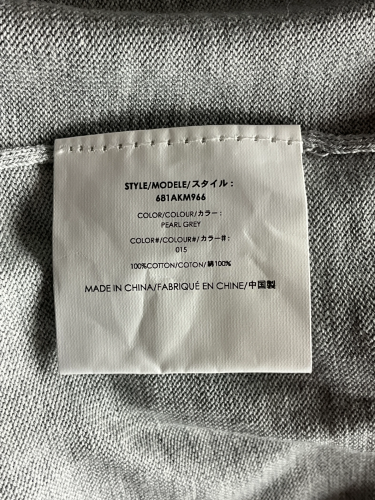 STYLE/MODELE/スタイル :
681AKM966
COLOR/COLOUR/カラー :
PEARL GREY
COLOR#/COLOUR#/カラー# :
015
100%COTTON/COTON/綿100%
MADE IN CHINA/FABRIQUÉ EN CHINE/中国製